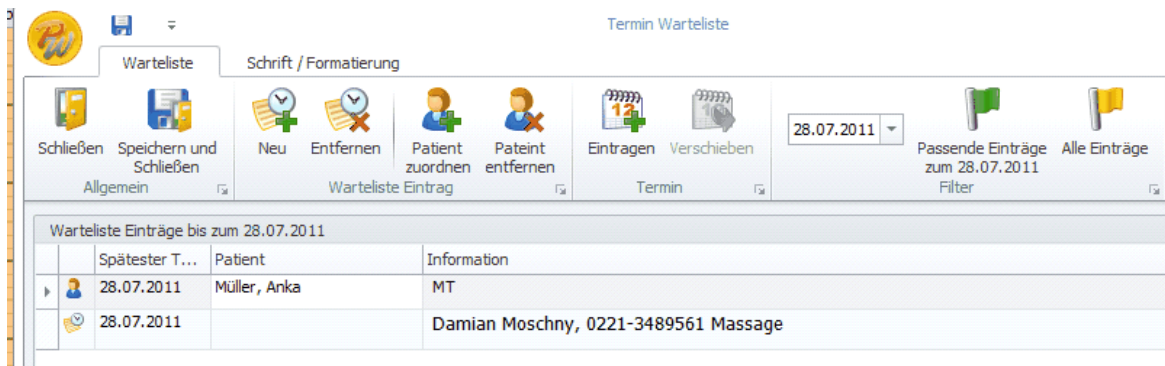 Termin Warteliste
Warteliste Schrift / Formatierung
Schließen Speichern und Schließen Neu Entfernen Patient zuordnen Pateint entfernen Eintragen Verschieben 28.07.2011 Passende Einträge zum 28.07.2011 Alle Einträge
Allgemein Warteliste Eintrag Termin Filter
Warteliste Einträge bis zum 28.07.2011
Spätester T... Patient Information
28.07.2011 Müller, Anka MT
28.07.2011 Damian Moschny, 0221-3489561 Massage